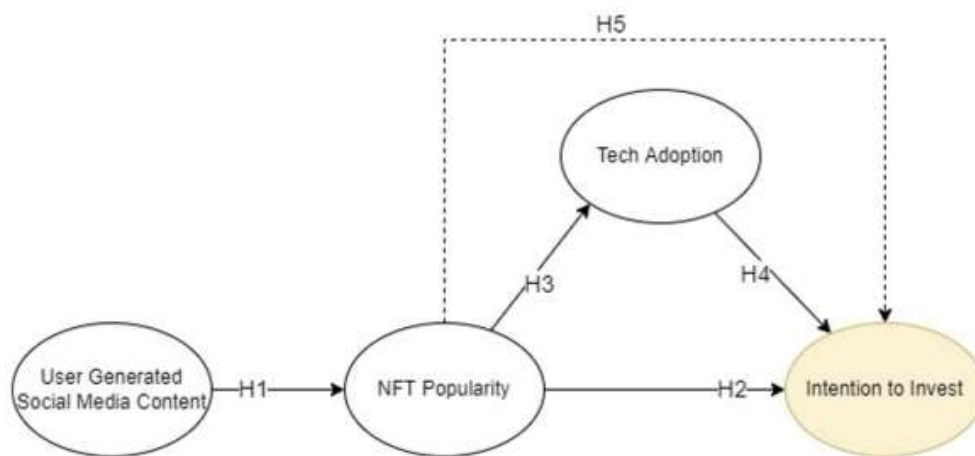 H5
Tech Adoption
H3
H4
User Generated
Social Media Content
H1
NFT Popularity
H2
Intention to Invest